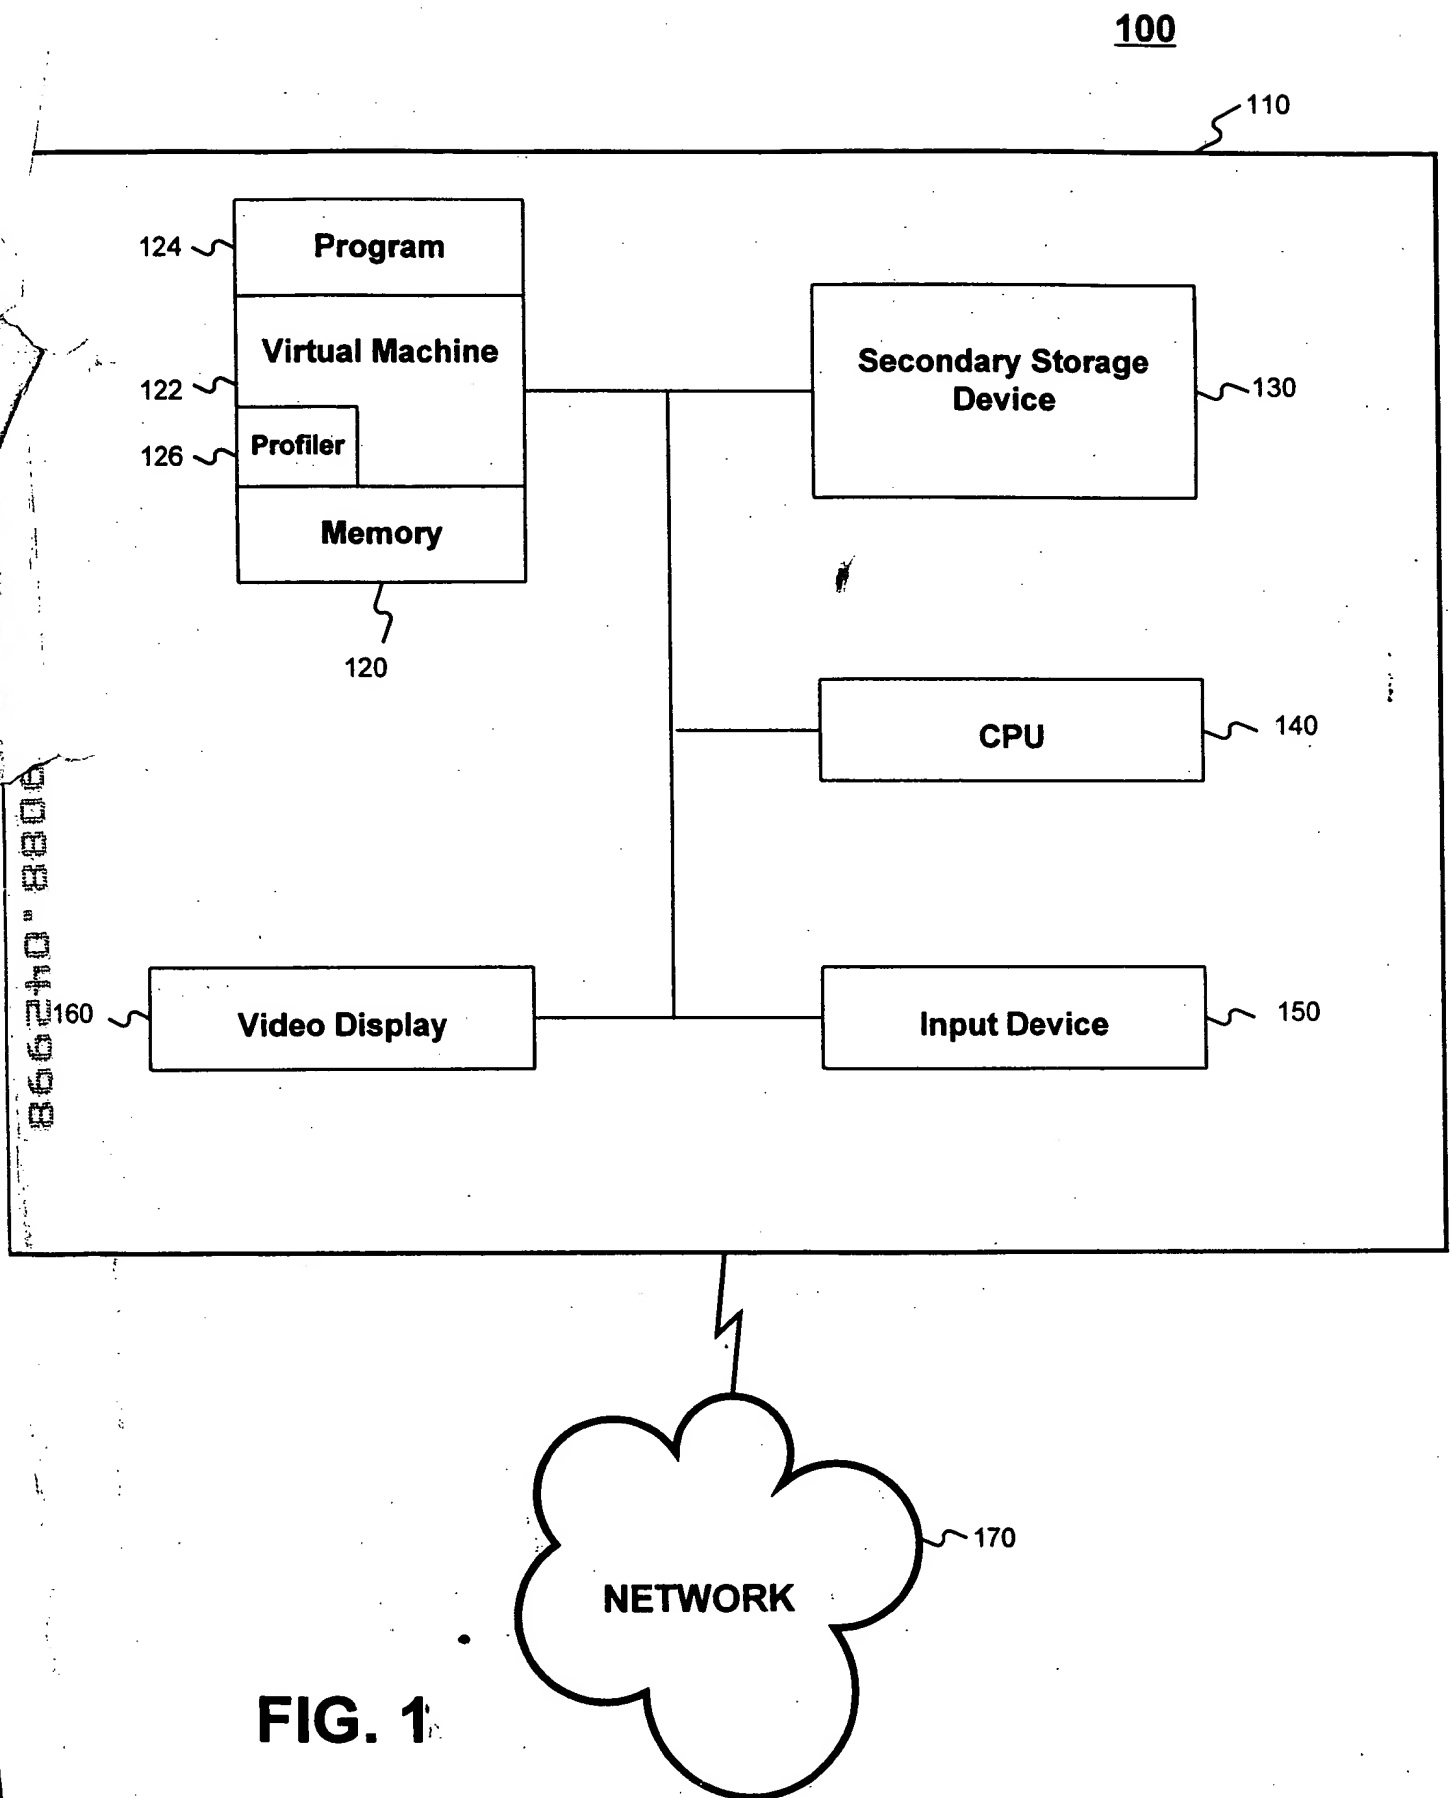 100
110
124
Program
Virtual Machine
122
Profiler
126
Memory
120
Secondary Storage
Device
130
CPU
140
160
Video Display
Input Device
150
NETWORK
170
FIG. 1